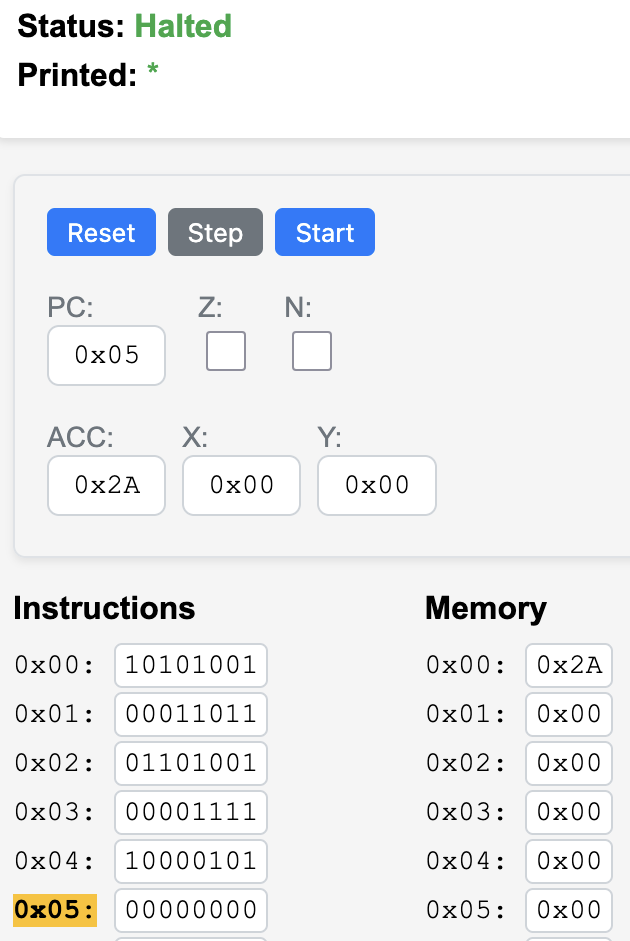 Status: Halted
Printed: *
Reset Step Start
PC: Z: N:
0x05
ACC: X: Y:
0x2A 0x00 0x00
Instructions Memory
0x00: 10101001 0x00: 0x2A
0x01: 00011011 0x01: 0x00
0x02: 01101001 0x02: 0x00
0x03: 00001111 0x03: 0x00
0x04: 10000101 0x04: 0x00
0x05: 00000000 0x05: 0x00